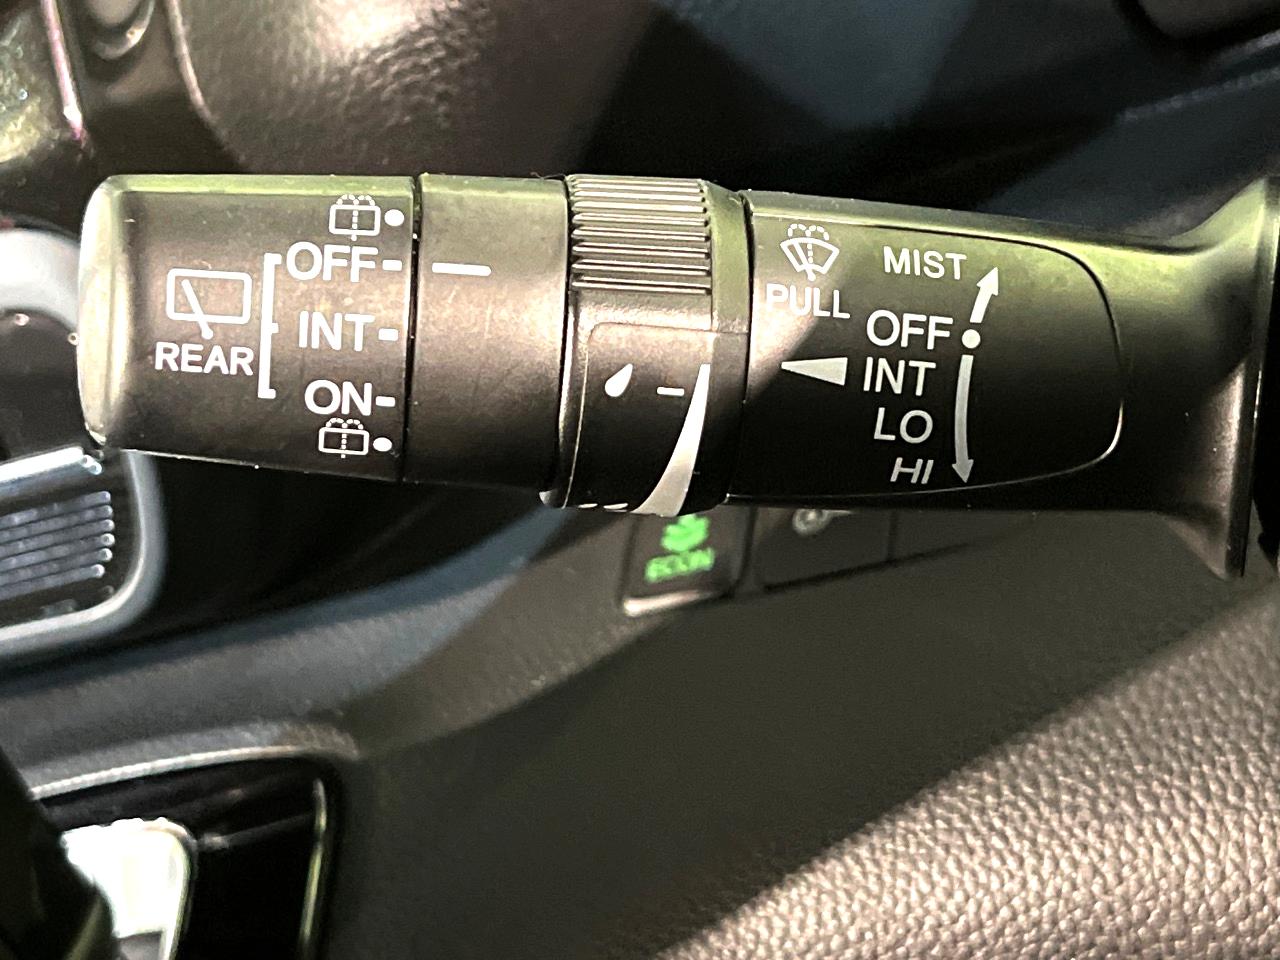 OFF
INT
REAR
ON
PULL
MIST
OFF
INT
LO
HI
ECON